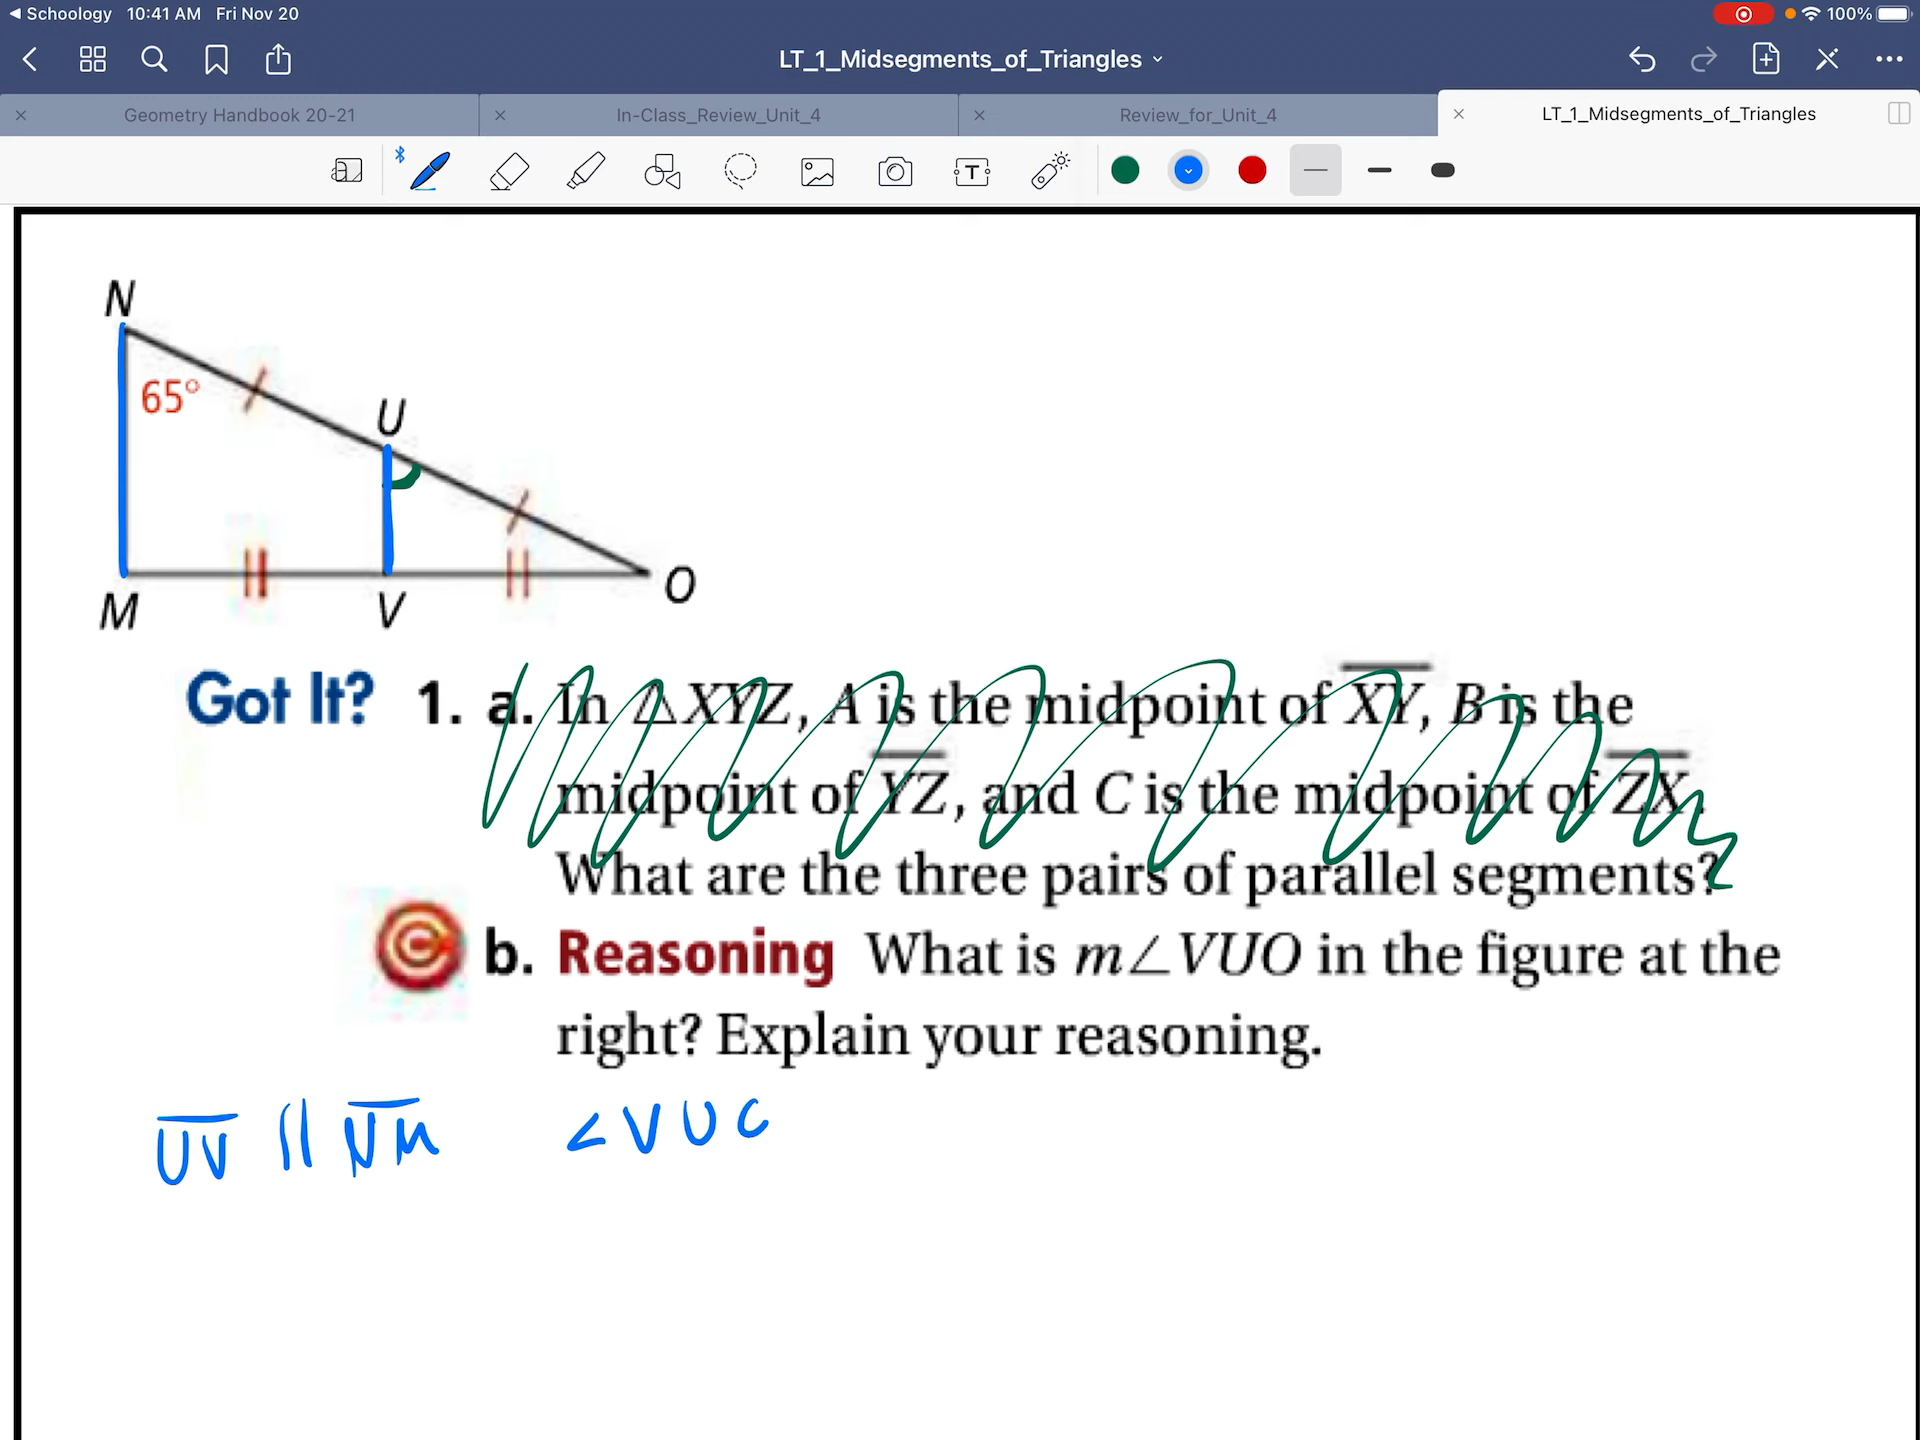 Schoology 10:41 AM Fri Nov 20 100%
LT_1_Midsegments_of_Triangles
Geometry Handbook 20-21 In-Class_Review_Unit_4 Review_for_Unit_4 LT_1_Midsegments_of_Triangles
a T
N
65°
U
M V O
Got It? 1. a. In △XYZ, A is the midpoint of XY, B is the
midpoint of YZ, and C is the midpoint of ZX.
What are the three pairs of parallel segments?
b. Reasoning What is m∠VUO in the figure at the
right? Explain your reasoning.
UV || NM ∠VUC